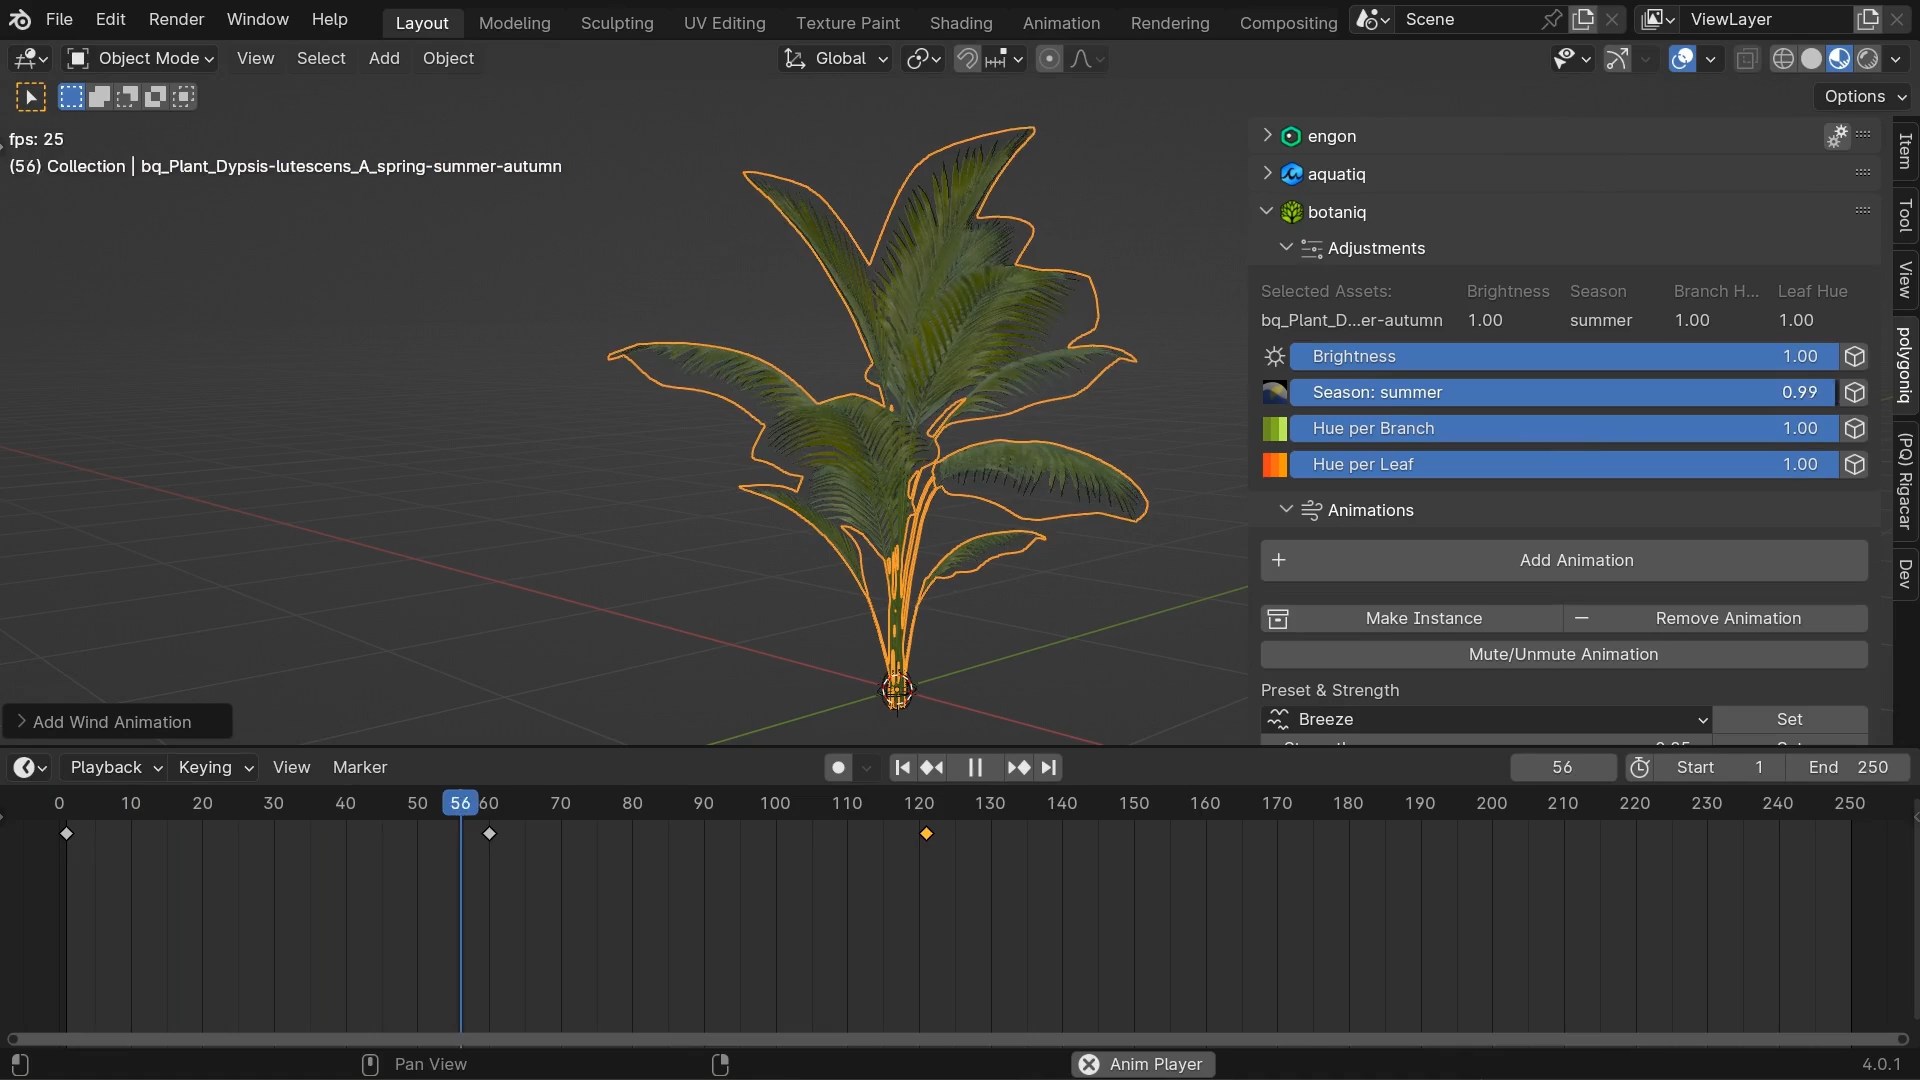 File Edit Render Window Help Layout Modeling Sculpting UV Editing Texture Paint Shading Animation Rendering Compositing Scene ViewLayer
Object Mode View Select Add Object Global
Options
fps: 25
(56) Collection | bq_Plant_Dypsis-lutescens_A_spring-summer-autumn
engon
aquatiq
botaniq
Adjustments
Selected Assets: Brightness Season Branch H... Leaf Hue
bq_Plant_D...er-autumn 1.00 summer 1.00 1.00
Brightness 1.00
Season: summer 0.99
Hue per Branch 1.00
Hue per Leaf 1.00
Animations
Add Animation
Make Instance Remove Animation
Mute/Unmute Animation
Preset & Strength
Breeze Set
Item
Tool
View
polygoniq
(PQ) Rigacar
Dev
Add Wind Animation
Playback Keying View Marker 56 Start 1 End 250
0 10 20 30 40 50 56 60 70 80 90 100 110 120 130 140 150 160 170 180 190 200 210 220 230 240 250
Pan View Anim Player 4.0.1